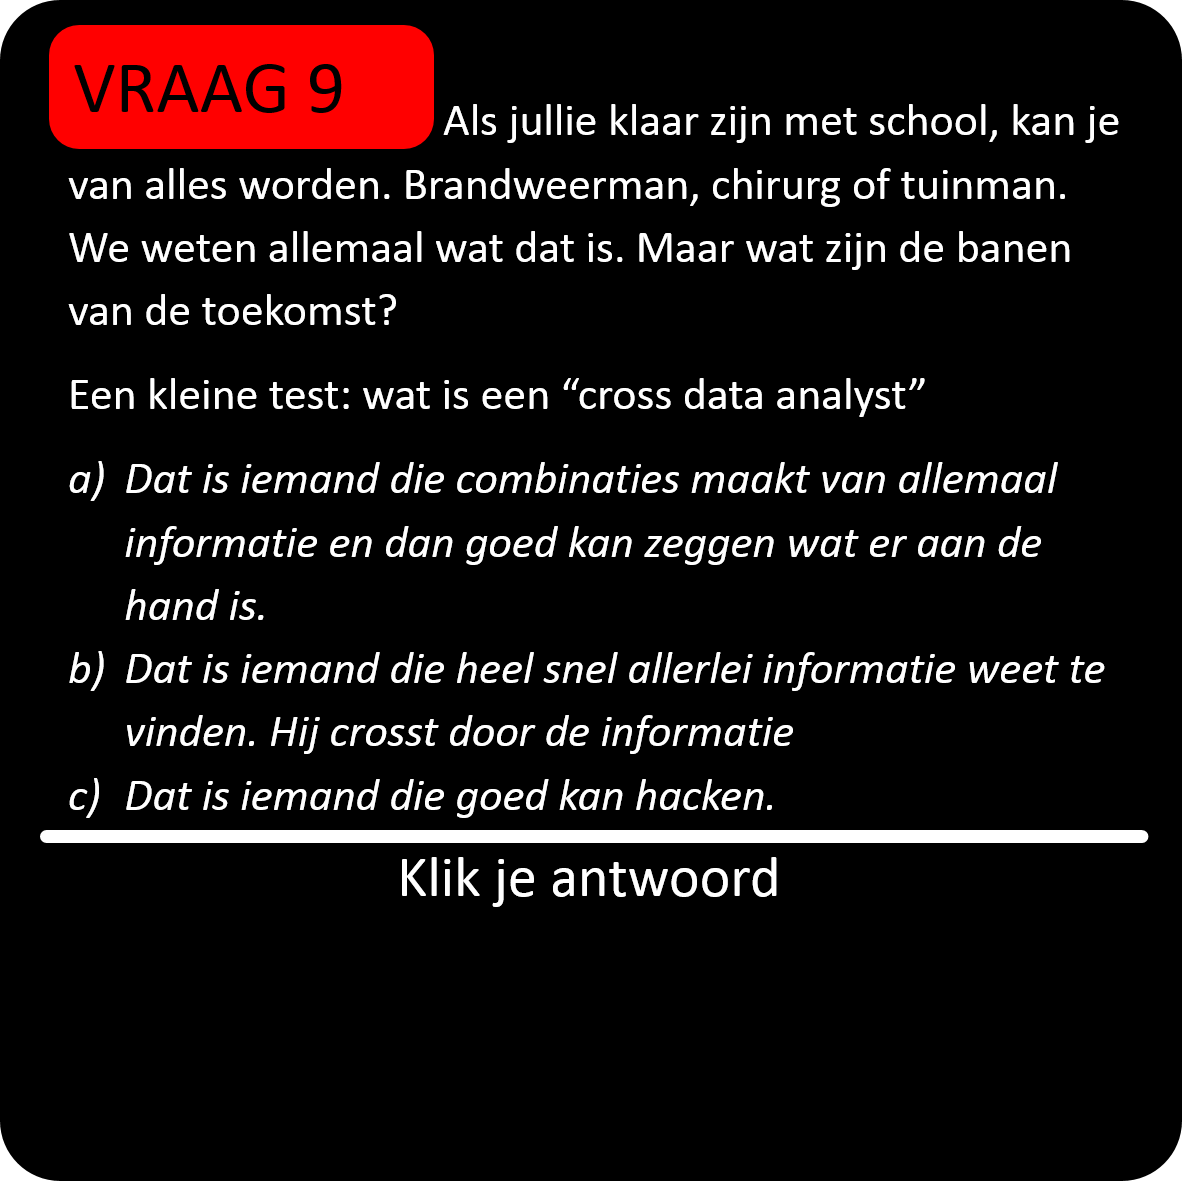 VRAAG 9
Als jullie klaar zijn met school, kan je
van alles worden. Brandweerman, chirurg of tuinman.
We weten allemaal wat dat is. Maar wat zijn de banen
van de toekomst?
Een kleine test: wat is een “cross data analyst”
a) Dat is iemand die combinaties maakt van allemaal
informatie en dan goed kan zeggen wat er aan de
hand is.
b) Dat is iemand die heel snel allerlei informatie weet te
vinden. Hij crosst door de informatie
c) Dat is iemand die goed kan hacken.
Klik je antwoord